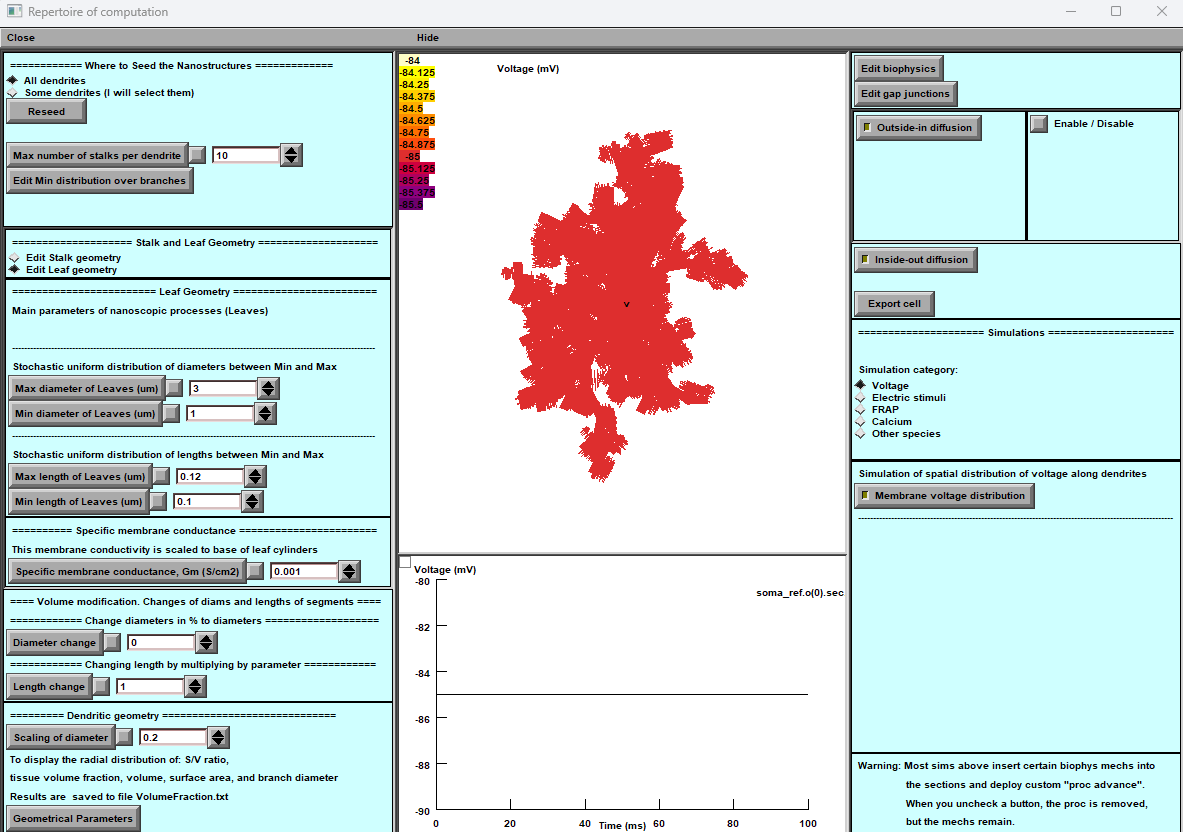 Repertoire of computation
Close
Hide
============ Where to Seed the Nanostructures =============
All dendrites
Some dendrites (I will select them)
Reseed
Max number of stalks per dendrite
10
Edit Min distribution over branches
==================== Stalk and Leaf Geometry ====================
Edit Stalk geometry
Edit Leaf geometry
======================== Leaf Geometry ========================
Main parameters of nanoscopic processes (Leaves)
Stochastic uniform distribution of diameters between Min and Max
Max diameter of Leaves (um)
3
Min diameter of Leaves (um)
1
Stochastic uniform distribution of lengths between Min and Max
Max length of Leaves (um)
0.12
Min length of Leaves (um)
0.1
========== Specific membrane conductance =======================
This membrane conductivity is scaled to base of leaf cylinders
Specific membrane conductance, Gm (S/cm2)
0.001
==== Volume modification. Changes of diams and lengths of segments ====
============ Change diameters in % to diameters ===================
Diameter change
0
============ Changing length by multiplying by parameter ============
Length change
1
========= Dendritic geometry =============================
Scaling of diameter
0.2
To display the radial distribution of: S/V ratio,
tissue volume fraction, volume, surface area, and branch diameter
Results are saved to file VolumeFraction.txt
Geometrical Parameters
-84
-84.125
-84.25
-84.375
-84.5
-84.625
-84.75
-84.875
-85
-85.125
-85.25
-85.375
-85.5
Voltage (mV)
v
Voltage (mV)
soma_ref.o(0).sec
-80
-82
-84
-86
-88
-90
0
20
40
Time (ms)
60
80
100
Edit biophysics
Edit gap junctions
Outside-in diffusion
Enable / Disable
Inside-out diffusion
Export cell
===================== Simulations =====================
Simulation category:
Voltage
Electric stimuli
FRAP
Calcium
Other species
Simulation of spatial distribution of voltage along dendrites
Membrane voltage distribution
Warning: Most sims above insert certain biophys mechs into
the sections and deploy custom "proc advance".
When you uncheck a button, the proc is removed,
but the mechs remain.